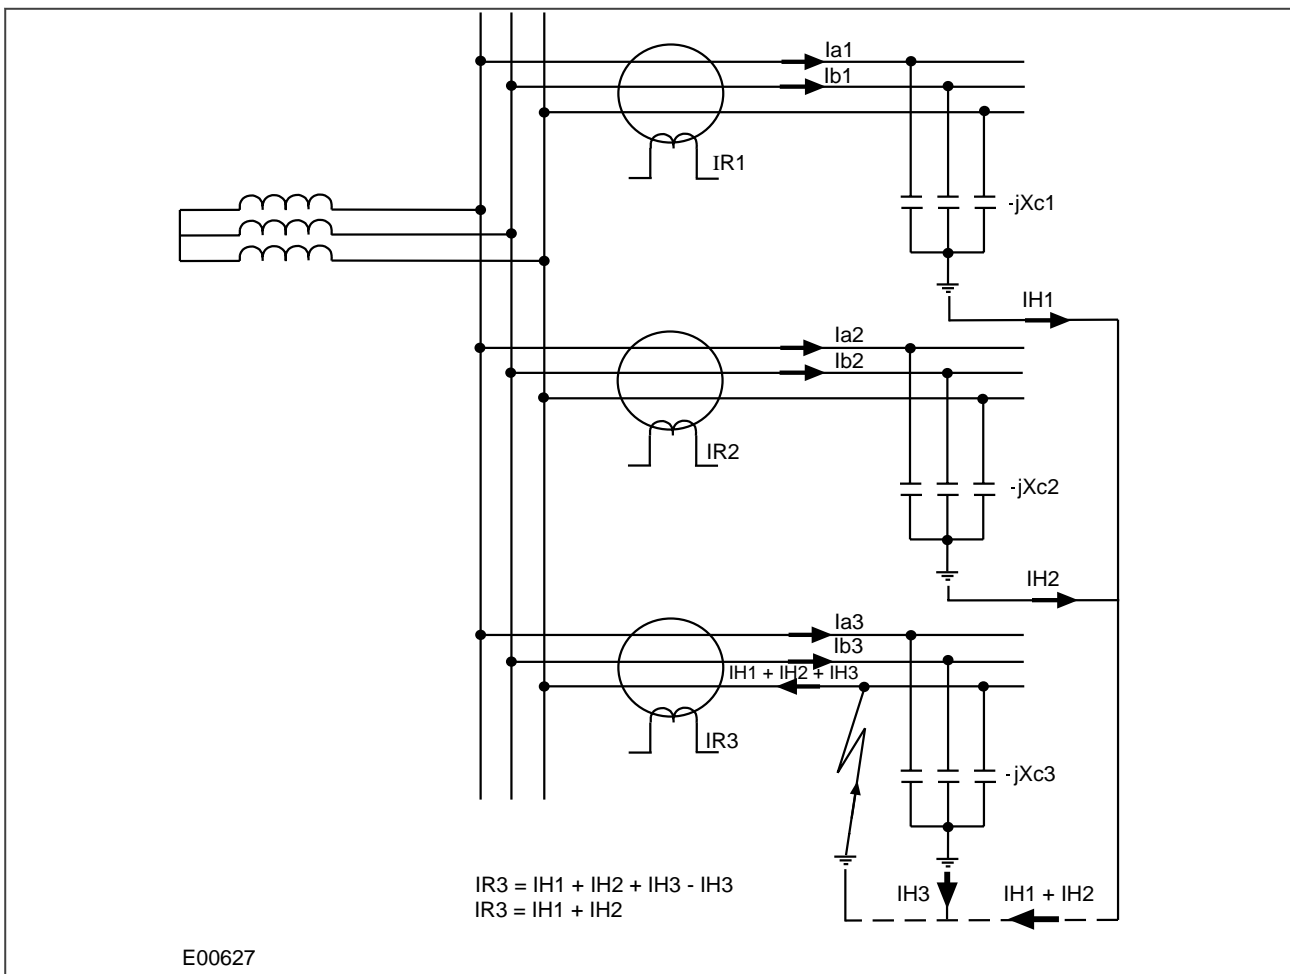 Ia1
Ib1
IR1
-jXc1
IH1
Ia2
Ib2
IR2
-jXc2
IH2
Ia3
Ib3
IH1 + IH2 + IH3
IR3
-jXc3
IR3 = IH1 + IH2 + IH3 - IH3
IR3 = IH1 + IH2
IH3
IH1 + IH2
E00627